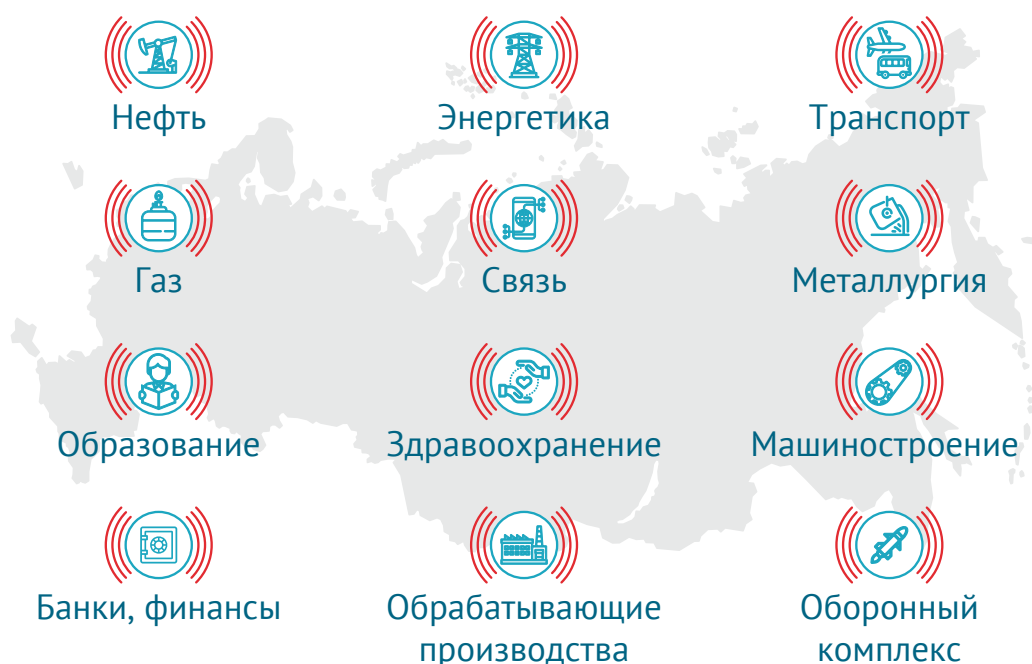 Нефть
Энергетика
Транспорт
Газ
Связь
Металлургия
Образование
Здравоохранение
Машиностроение
Банки, финансы
Обрабатывающие
производства
Оборонный
комплекс